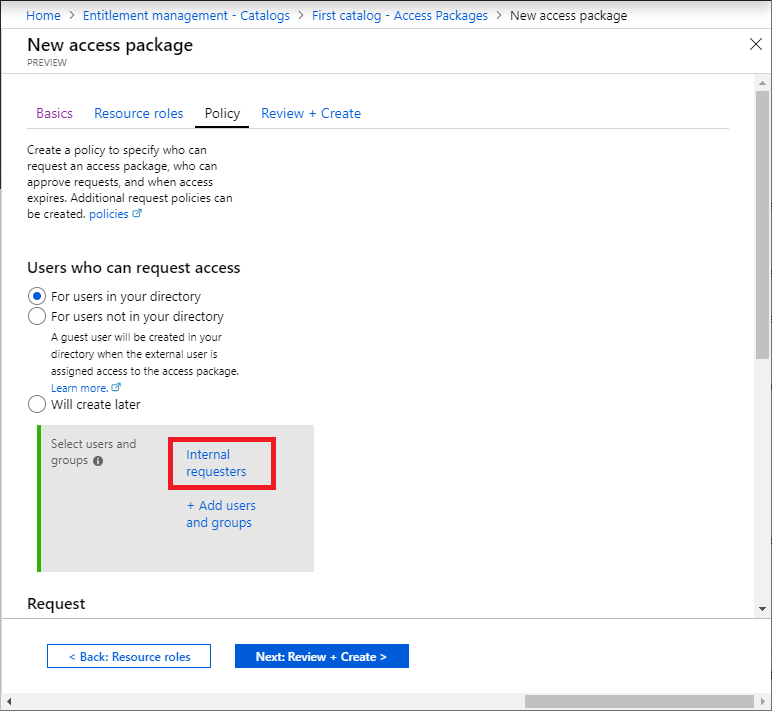 Home > Entitlement management - Catalogs > First catalog - Access Packages > New access package
New access package
PREVIEW
Basics Resource roles Policy Review + Create
Create a policy to specify who can
request an access package, who can
approve requests, and when access
expires. Additional request policies can
be created. policies
Users who can request access
For users in your directory
For users not in your directory
A guest user will be created in your
directory when the external user is
assigned access to the access package.
Learn more.
Will create later
Select users and
groups
Internal
requesters
+ Add users
and groups
Request
< Back: Resource roles
Next: Review + Create >